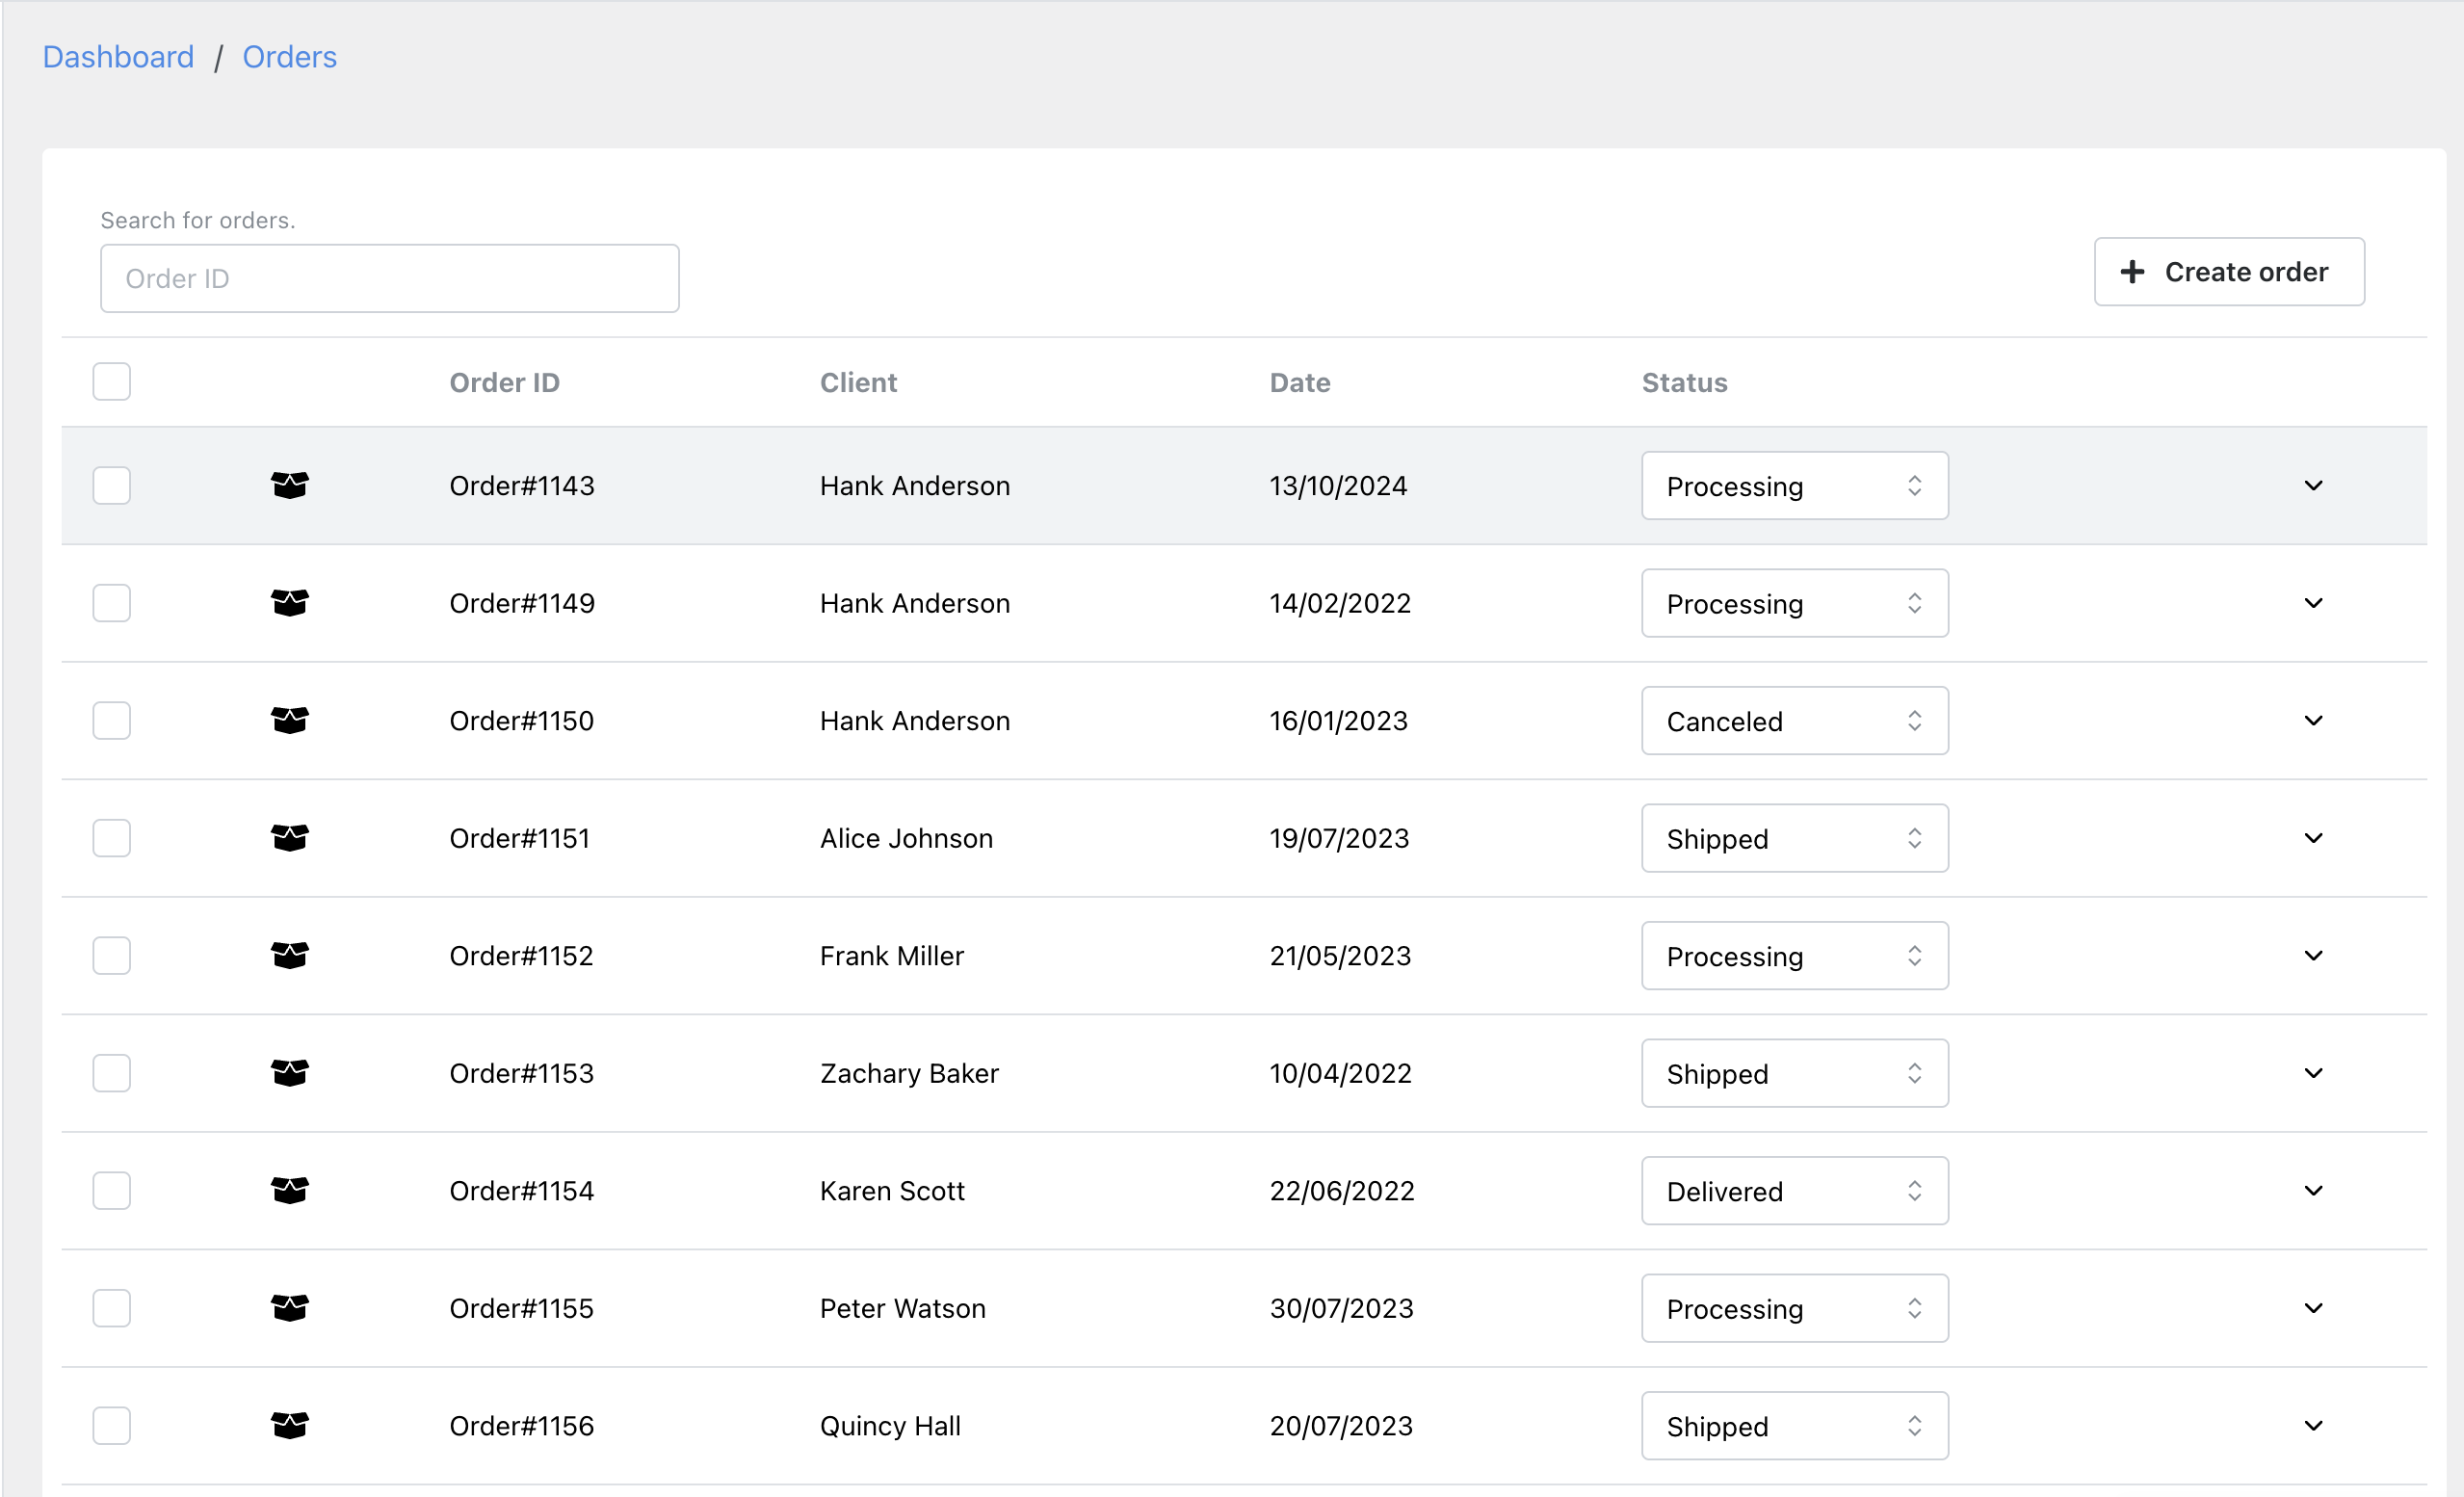 Dashboard / Orders
Search for orders.
Order ID
Create order
Order ID Client Date Status
Order#1143 Hank Anderson 13/10/2024 Processing
Order#1149 Hank Anderson 14/02/2022 Processing
Order#1150 Hank Anderson 16/01/2023 Canceled
Order#1151 Alice Johnson 19/07/2023 Shipped
Order#1152 Frank Miller 21/05/2023 Processing
Order#1153 Zachary Baker 10/04/2022 Shipped
Order#1154 Karen Scott 22/06/2022 Delivered
Order#1155 Peter Watson 30/07/2023 Processing
Order#1156 Quincy Hall 20/07/2023 Shipped